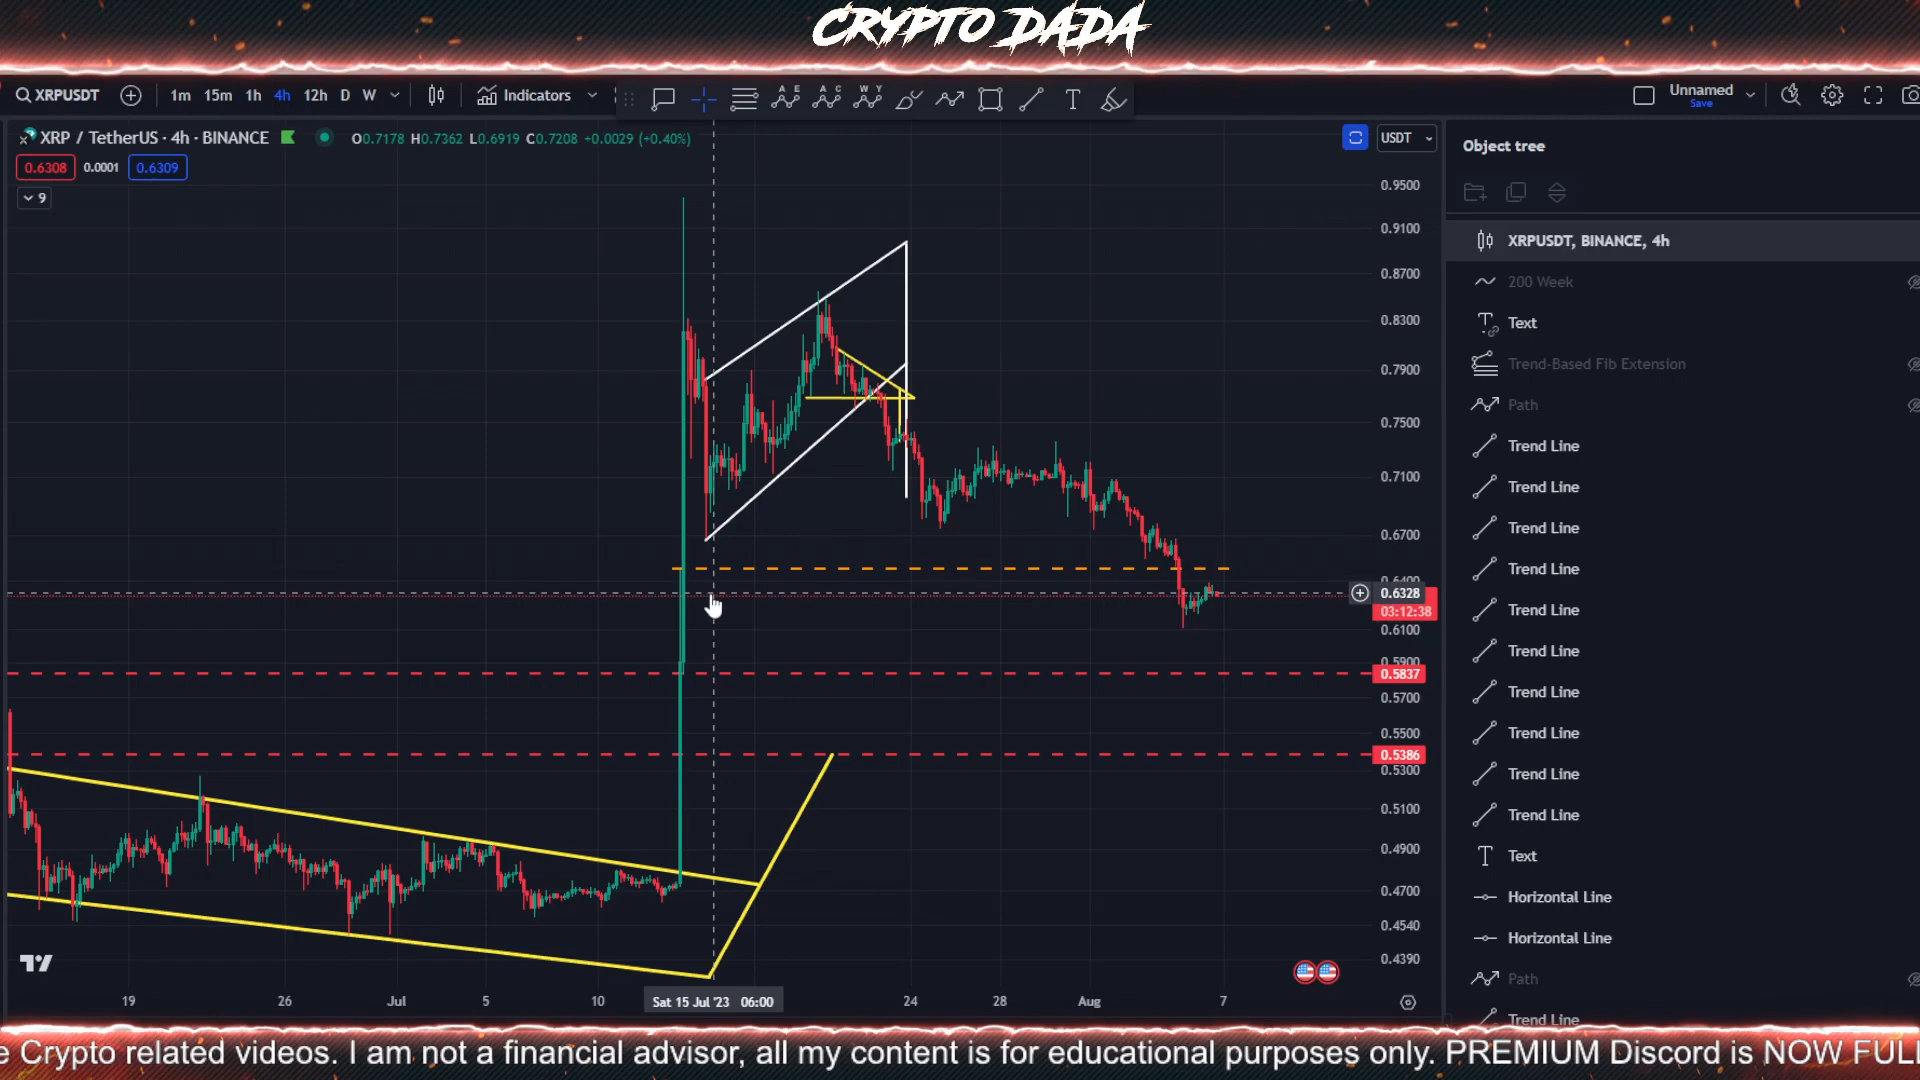 CRYPTO DADA
XRPUSDT 1m 15m 1h 4h 12h D W Indicators Unnamed
Save
XRP / TetherUS · 4h · BINANCE O0.7178 H0.7362 L0.6919 C0.7208 +0.0029 (+0.40%) USDT
0.6308 0.0001 0.6309
9
0.9500
0.9100
0.8700
0.8300
0.7900
0.7500
0.7100
0.6700
0.6400
0.6328
03:12:38
0.6100
0.5900
0.5837
0.5700
0.5500
0.5386
0.5300
0.5100
0.4900
0.4700
0.4540
0.4390
19 26 Jul 5 10 Sat 15 Jul '23 06:00 24 28 Aug 7
Object tree
XRPUSDT, BINANCE, 4h
200 Week
Text
Trend-Based Fib Extension
Path
Trend Line
Trend Line
Trend Line
Trend Line
Trend Line
Trend Line
Trend Line
Trend Line
Trend Line
Trend Line
Text
Horizontal Line
Horizontal Line
Path
Trend Line
e Crypto related videos. I am not a financial advisor, all my content is for educational purposes only. PREMIUM Discord is NOW FULL